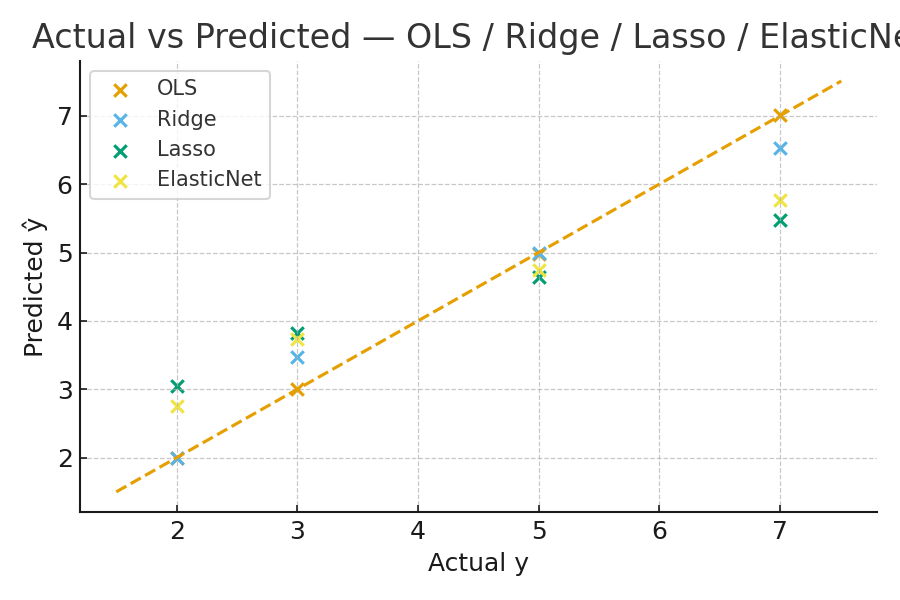 Actual vs Predicted — OLS / Ridge / Lasso / ElasticNe
OLS
Ridge
Lasso
ElasticNet
7
6
5
4
3
2
Predicted ŷ
2 3 4 5 6 7
Actual y